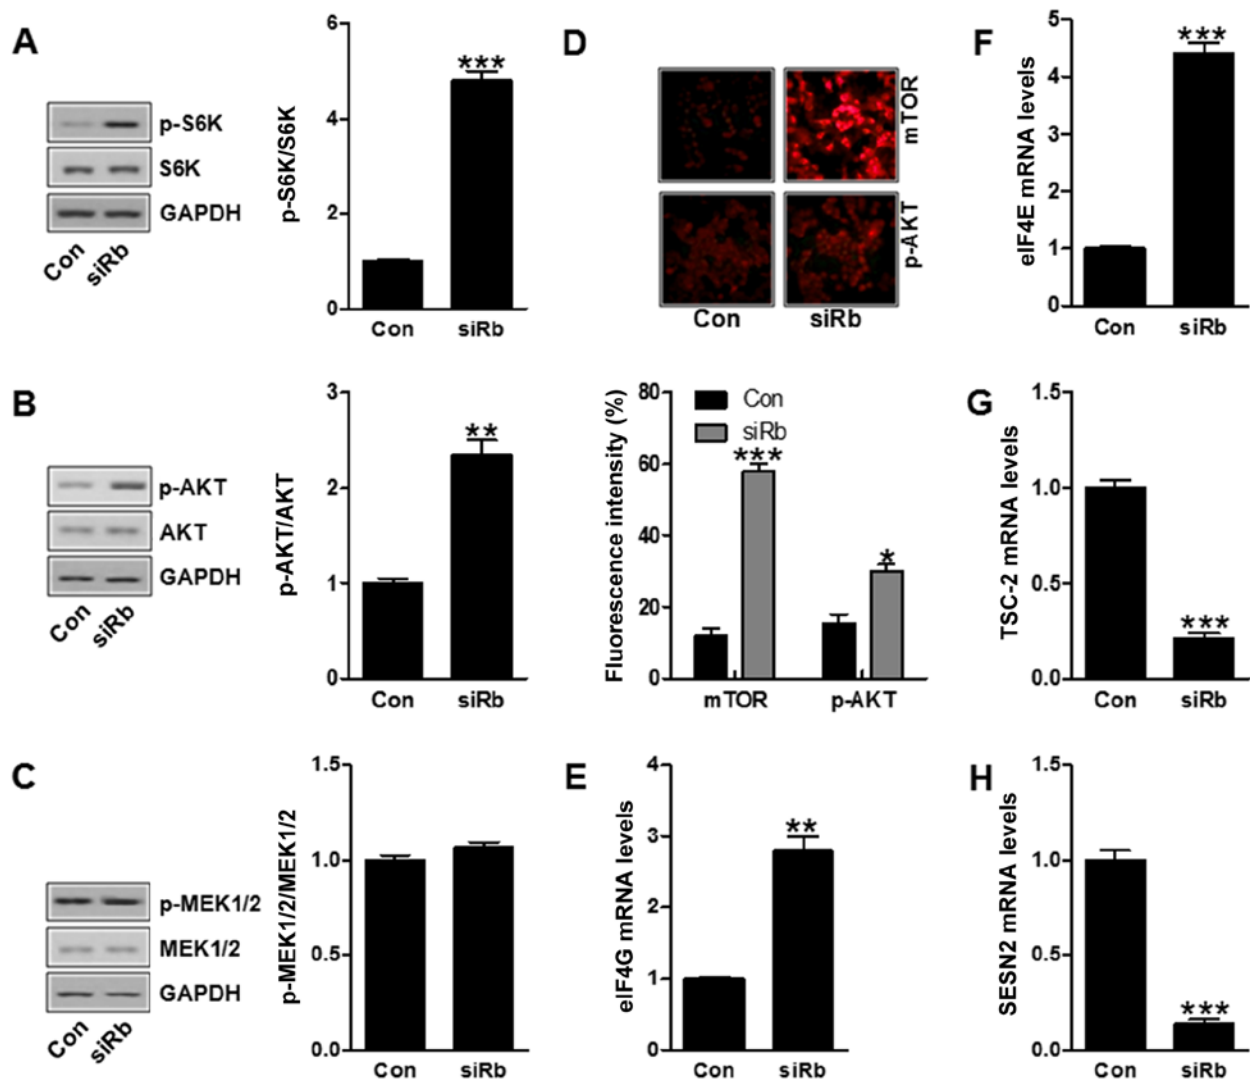 A
p-S6K
S6K
GAPDH
Con siRb
p-S6K/S6K
6
4
2
0
Con siRb
B
p-AKT
AKT
GAPDH
Con siRb
p-AKT/AKT
3
2
1
0
Con siRb
C
p-MEK1/2
MEK1/2
GAPDH
Con siRb
p-MEK1/2/MEK1/2
1.5
1.0
0.5
0.0
Con siRb
***
**
D
mTOR
p-AKT
Con siRb
Fluorescence intensity (%)
80
60
40
20
0
Con
siRb
***
*
mTOR p-AKT
E
eIF4G mRNA levels
4
3
2
1
0
**
Con siRb
F
eIF4E mRNA levels
5
4
3
2
1
0
***
Con siRb
G
TSC-2 mRNA levels
1.5
1.0
0.5
0.0
***
Con siRb
H
SESN2 mRNA levels
1.5
1.0
0.5
0.0
***
Con siRb